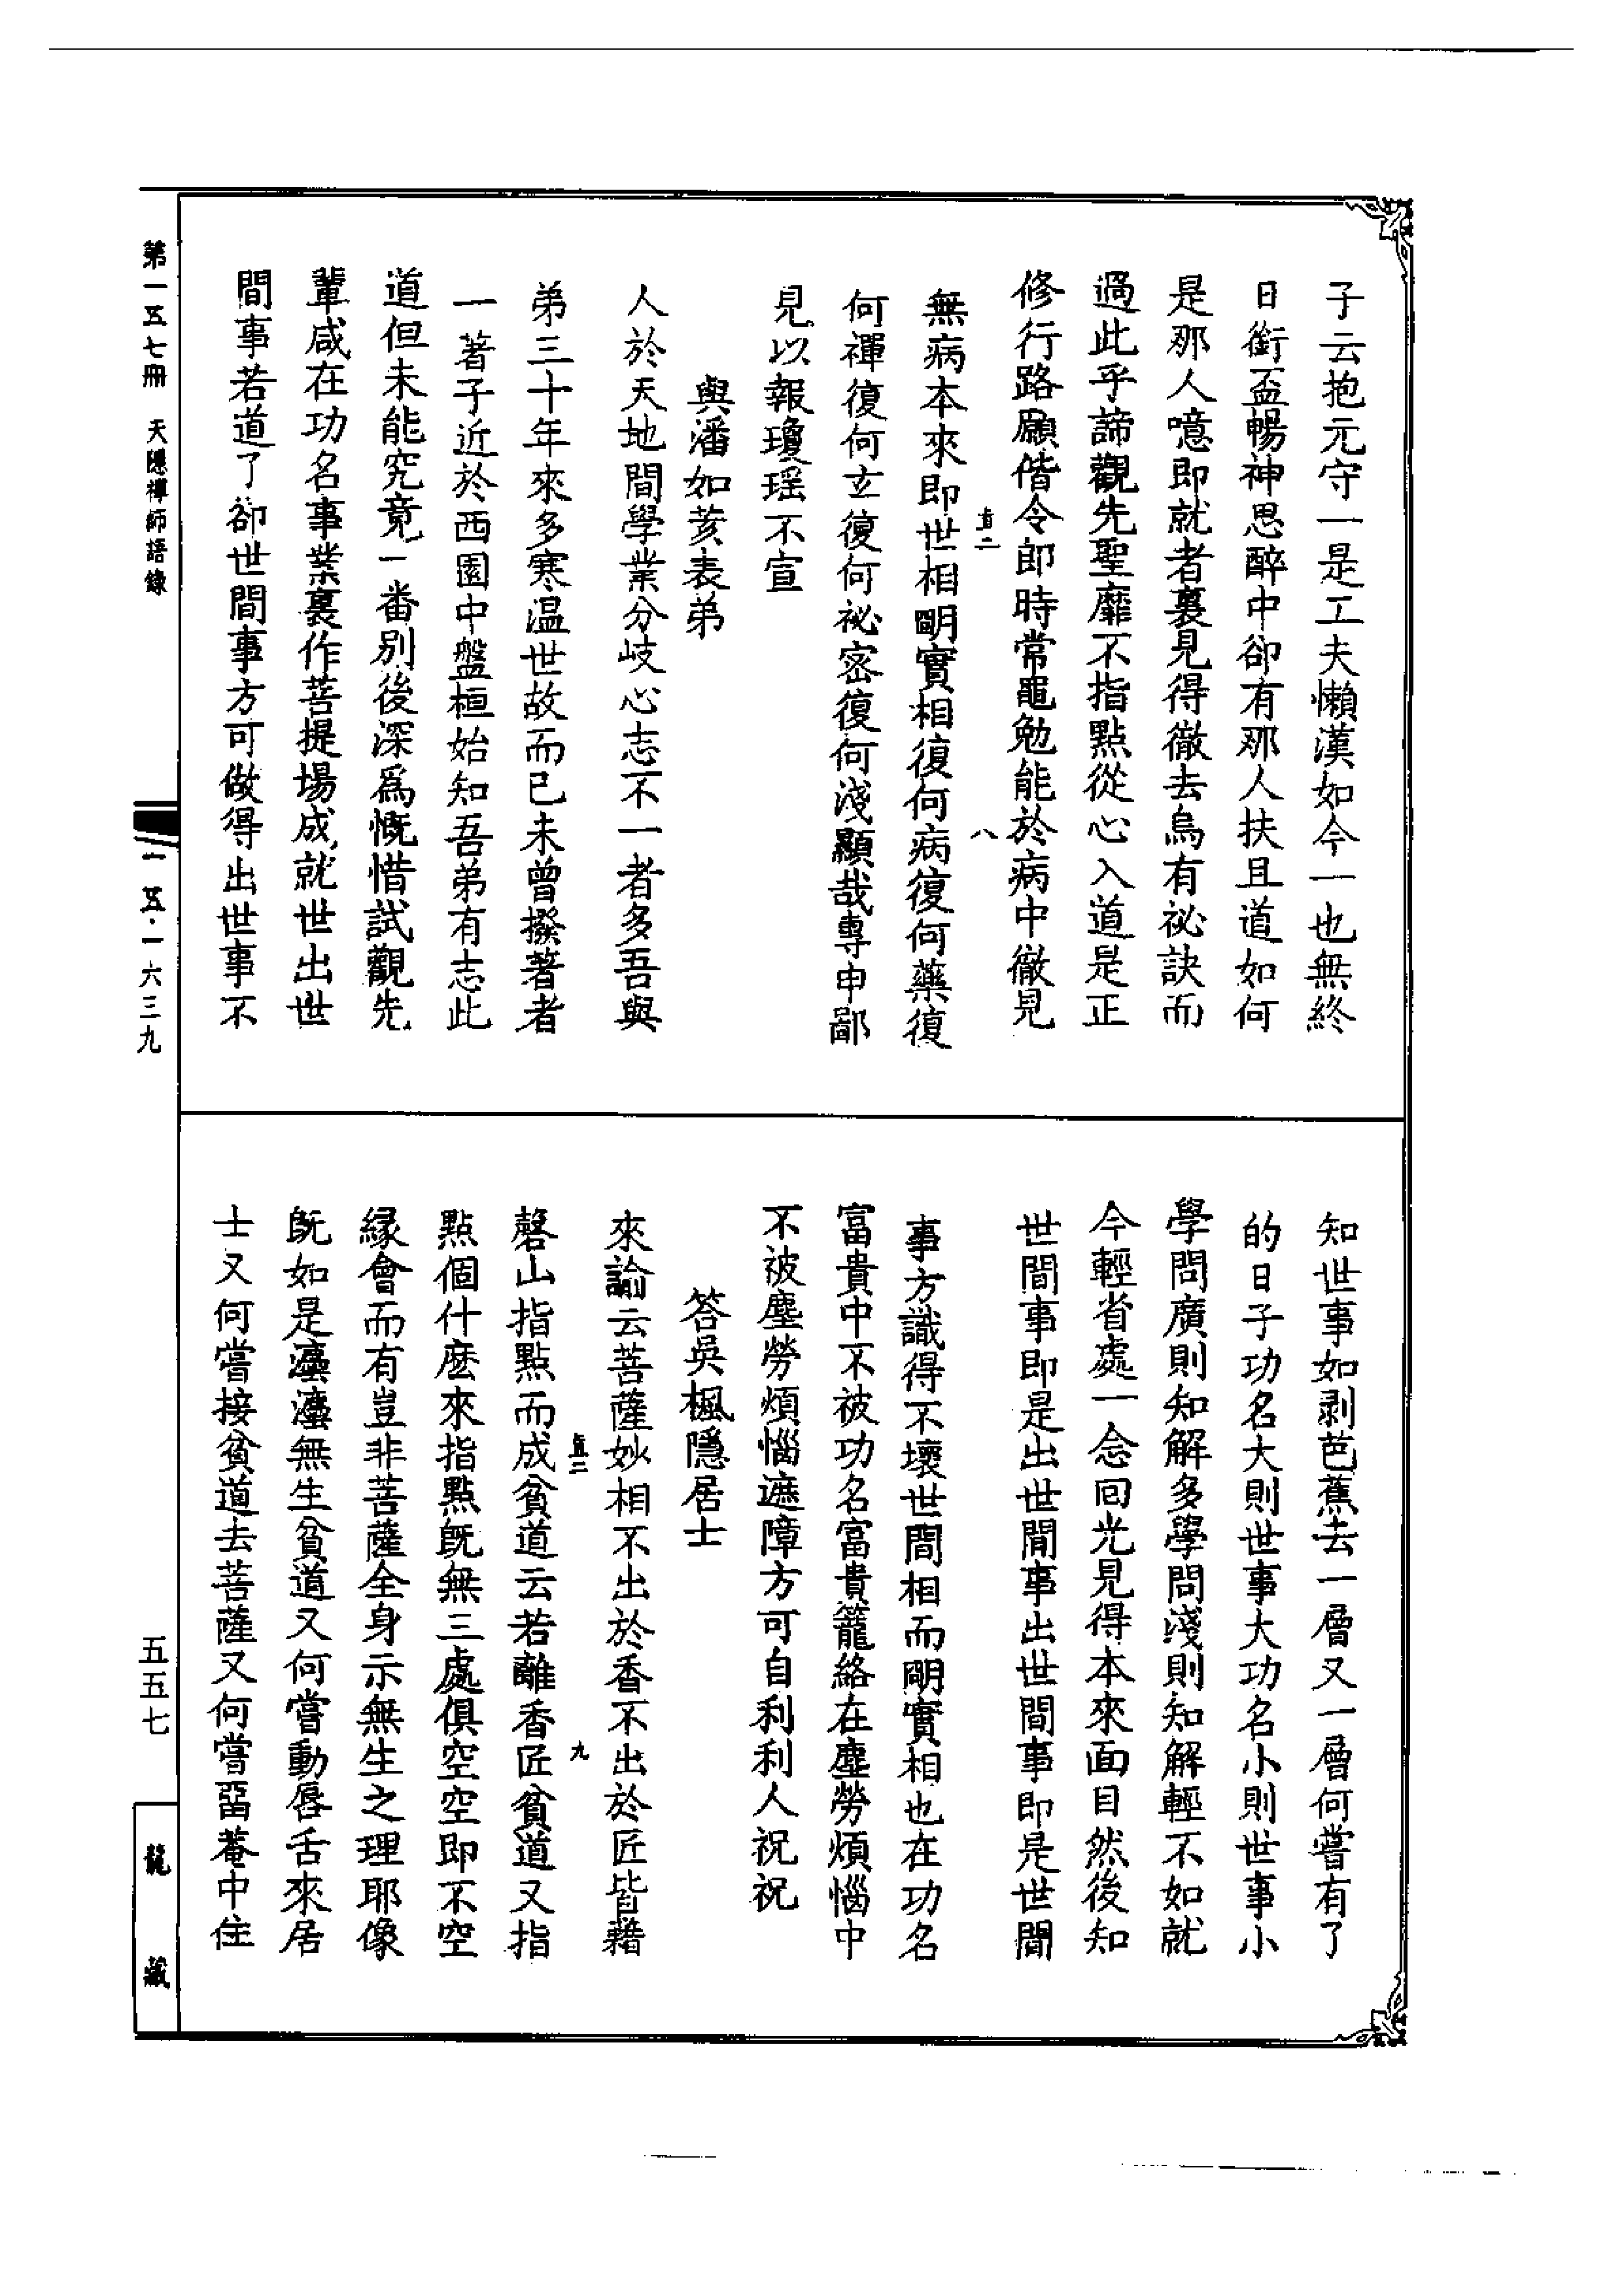 子云抱元守一是工夫懶漢如今一也無終
日銜盃暢神思醉中卻有那人扶且道如何
是那人噫即就者裏見得徹去烏有祕訣而
過此乎諦觀先聖靡不指點從心入道是正
修行路願偕令郎時常黽勉能於病中徹見
八
無病本來即世相明實相復何病復何藥復
何禪復何玄復何祕密復何淺顯哉專申鄙
見以報瓊瑤不宣
與潘如荄表弟
人於天地間學業分岐心志不一者多吾與
弟三十年來多寒溫世故而已未曾撥著者
一著子近於西園中盤桓始知吾弟有志此
道但未能究竟一番別後深為慨惜試觀先
輩咸在功名事業裏作菩提場成就世出世
間事若道了卻世間事方可做得出世事不
知世事如剥芭蕉去一層又一層何嘗有了
的日子功名大則世事大功名小則世事小
學問廣則知解多學問淺則知解輕不如就
今輕省處一念回光見得本來面目然後知
世間事即是出世間事出世間事即是世間
事方識得不壞世間相而明實相也在功名
富貴中不被功名富貴籠絡在塵勞煩惱中
不被塵勞煩惱遮障方可自利利人祝祝
答吳楓隱居士
來諭云菩薩妙相不出於香不出於匠皆藉
九
磬山指點而成貧道云若離香匠貧道又指
點個什麼來指點既無三處俱空空即不空
緣會而有豈非菩薩全身示無生之理耶像
既如是塵塵無生貧道又何嘗動唇舌來居
士又何嘗接貧道去菩薩又何嘗菴中住
第一五七冊 天隱禪師語錄
一五·一六三九
五五七
龍藏